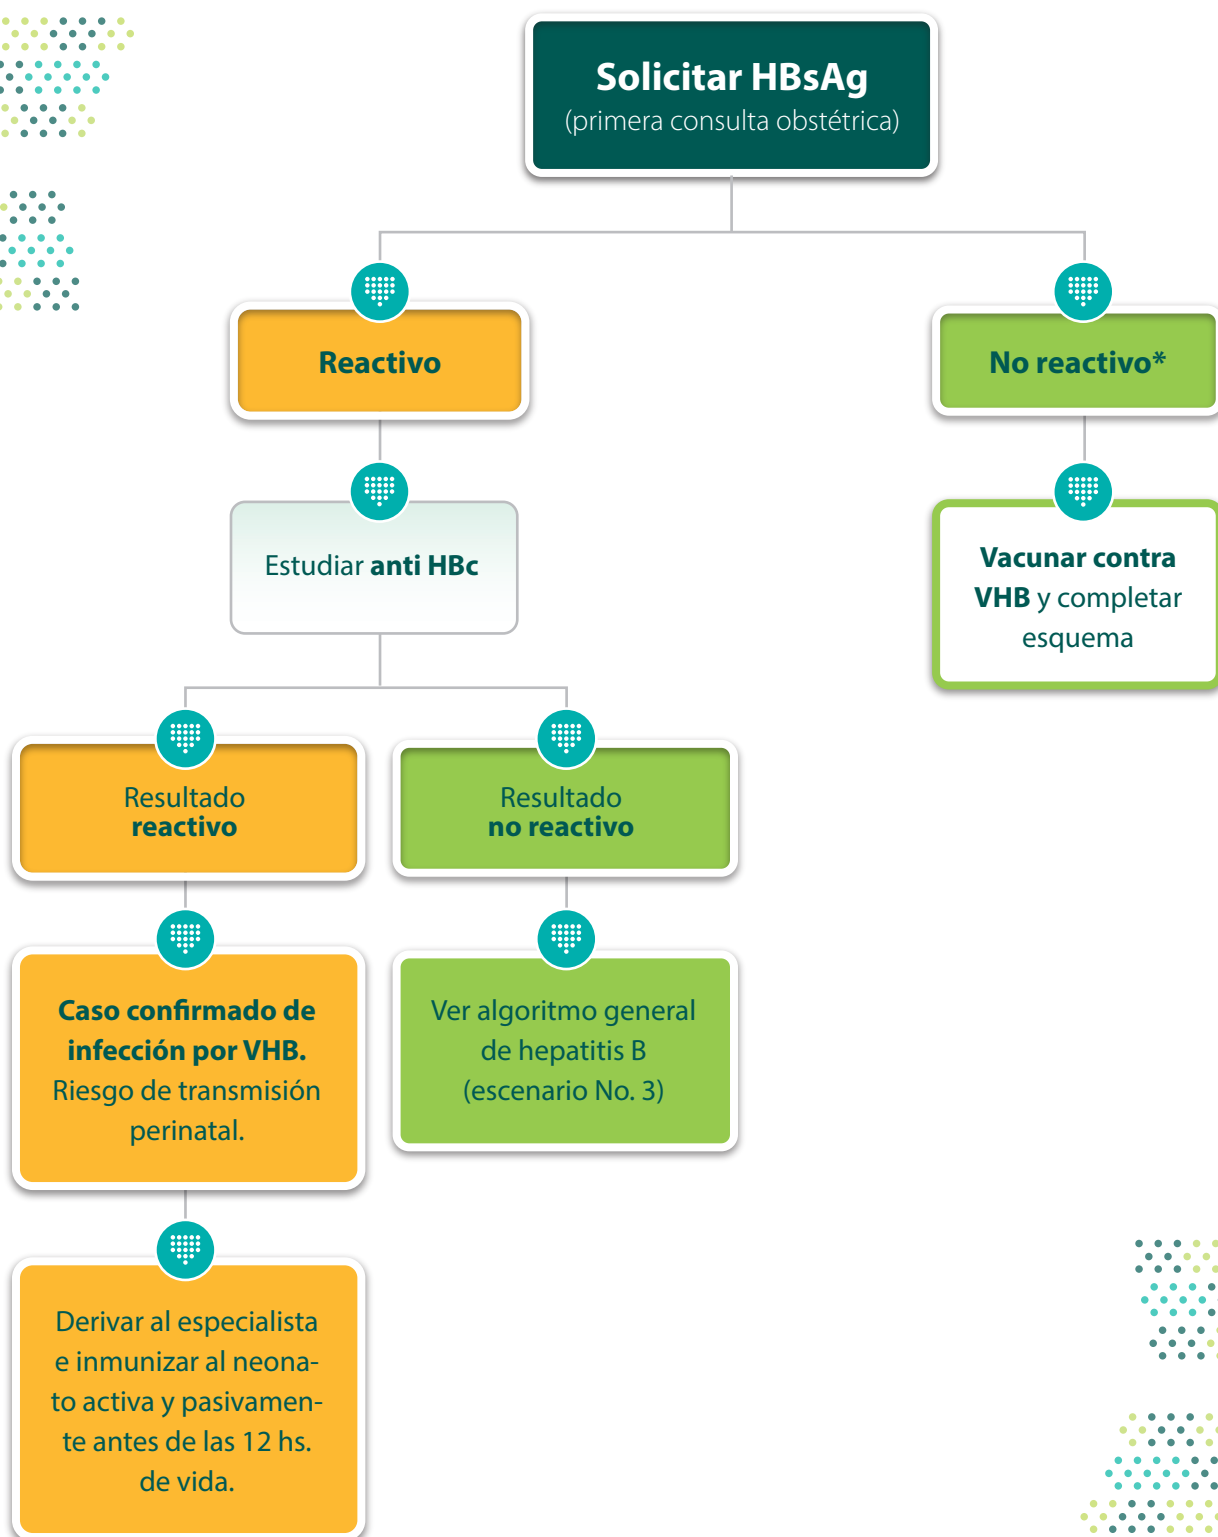 Solicitar HBsAg
(primera consulta obstétrica)
Reactivo
No reactivo*
Estudiar anti HBc
Vacunar contra
VHB y completar
esquema
Resultado
reactivo
Resultado
no reactivo
Caso confirmado de
infección por VHB.
Riesgo de transmisión
perinatal.
Ver algoritmo general
de hepatitis B
(escenario No. 3)
Derivar al especialista
e inmunizar al neona-
to activa y pasivamen-
te antes de las 12 hs.
de vida.